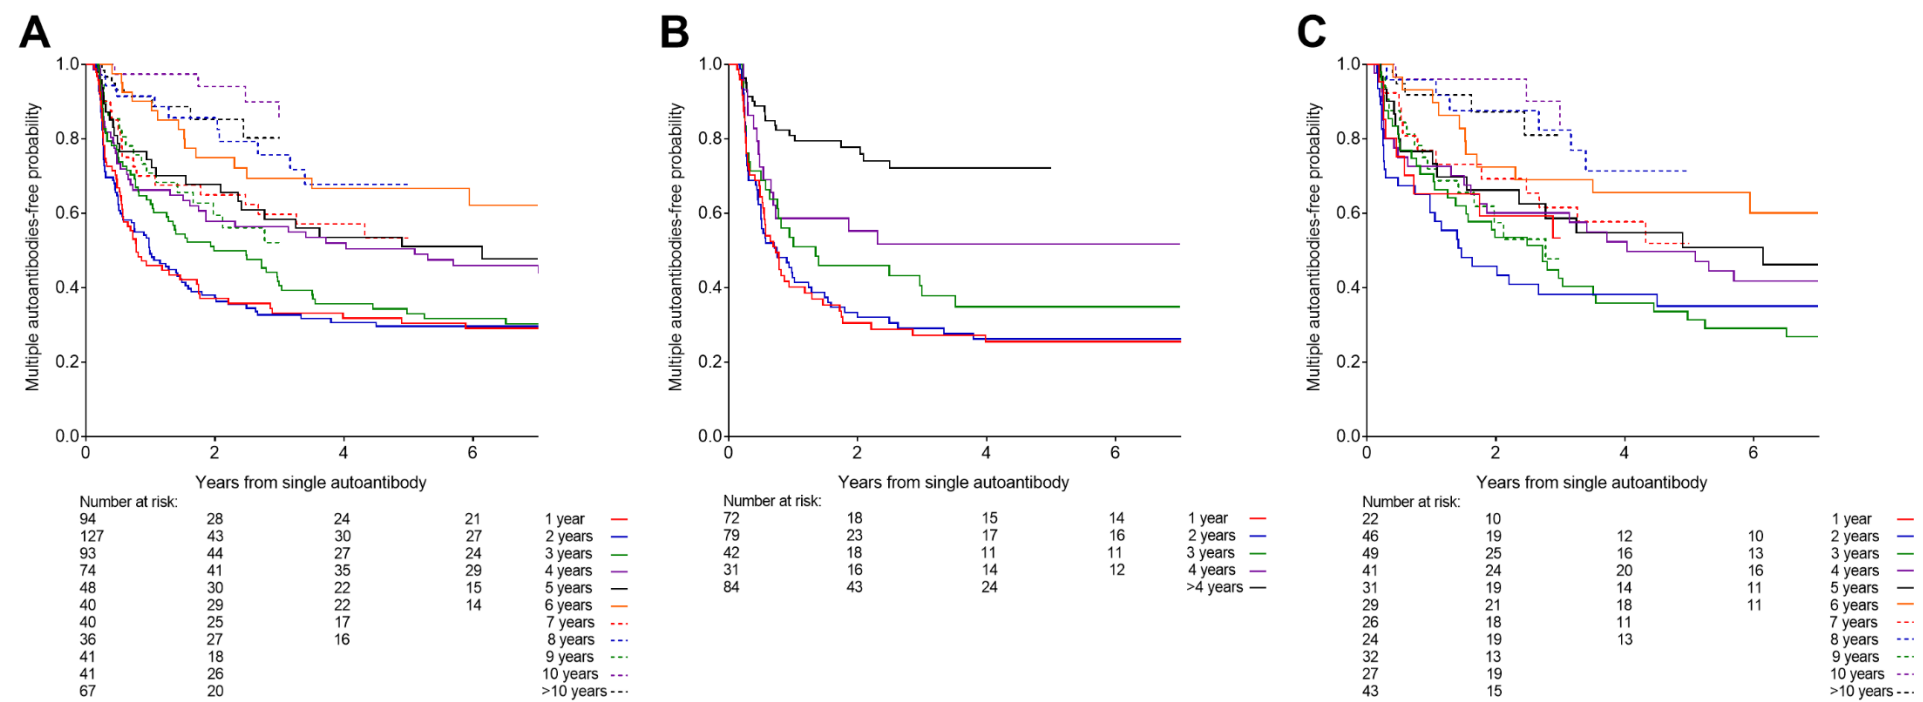 A
Multiple autoantibodies-free probability
1.0
0.8
0.6
0.4
0.2
0.0
0 2 4 6
Years from single autoantibody
Number at risk:
94 28 24 21 1 year
127 43 30 27 2 years
93 44 27 24 3 years
74 41 35 29 4 years
48 30 22 15 5 years
40 29 22 14 6 years
40 25 17 7 years
36 27 16 8 years
41 18 9 years
41 26 10 years
67 20 >10 years
B
Multiple autoantibodies-free probability
1.0
0.8
0.6
0.4
0.2
0.0
0 2 4 6
Years from single autoantibody
Number at risk:
72 18 15 14 1 year
79 23 17 16 2 years
42 18 11 11 3 years
31 16 14 12 4 years
84 43 24 >4 years
C
Multiple autoantibodies-free probability
1.0
0.8
0.6
0.4
0.2
0.0
0 2 4 6
Years from single autoantibody
Number at risk:
22 10 1 year
46 19 12 10 2 years
49 25 16 13 3 years
41 24 20 16 4 years
31 19 14 11 5 years
29 21 18 11 6 years
26 18 11 7 years
24 19 13 8 years
32 13 9 years
27 19 10 years
43 15 >10 years